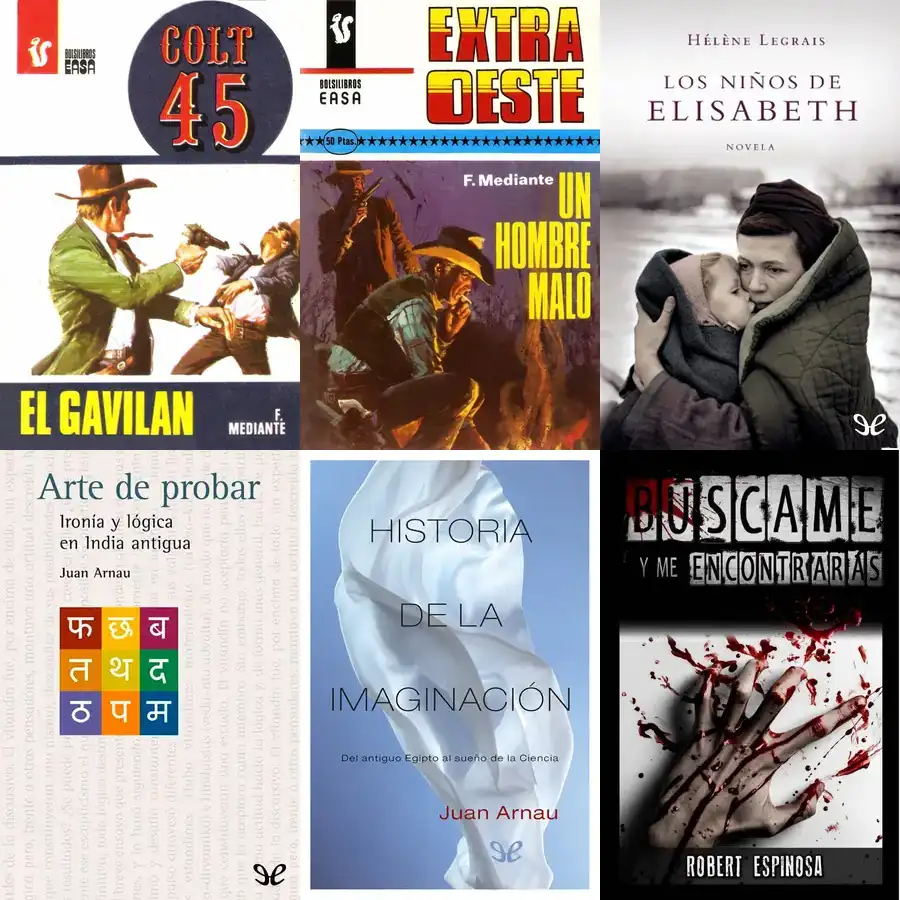 BOLSILIBROS
EASA
COLT
45
EL GAVILAN
F.
MEDIANTE
BOLSILIBROS
EASA
EXTRA
OESTE
50 Ptas.
F. Mediante
UN
HOMBRE
MALO
HÉLÈNE LEGRAIS
LOS NIÑOS DE
ELISABETH
NOVELA
Arte de probar
Ironía y lógica
en India antigua
Juan Arnau
फ छ ब
त थ द
ठ प म
HISTORIA
DE LA
IMAGINACIÓN
Del antiguo Egipto al sueño de la Ciencia
Juan Arnau
BÚSCAME
Y ME ENCONTRARÁS
ROBERT ESPINOSA